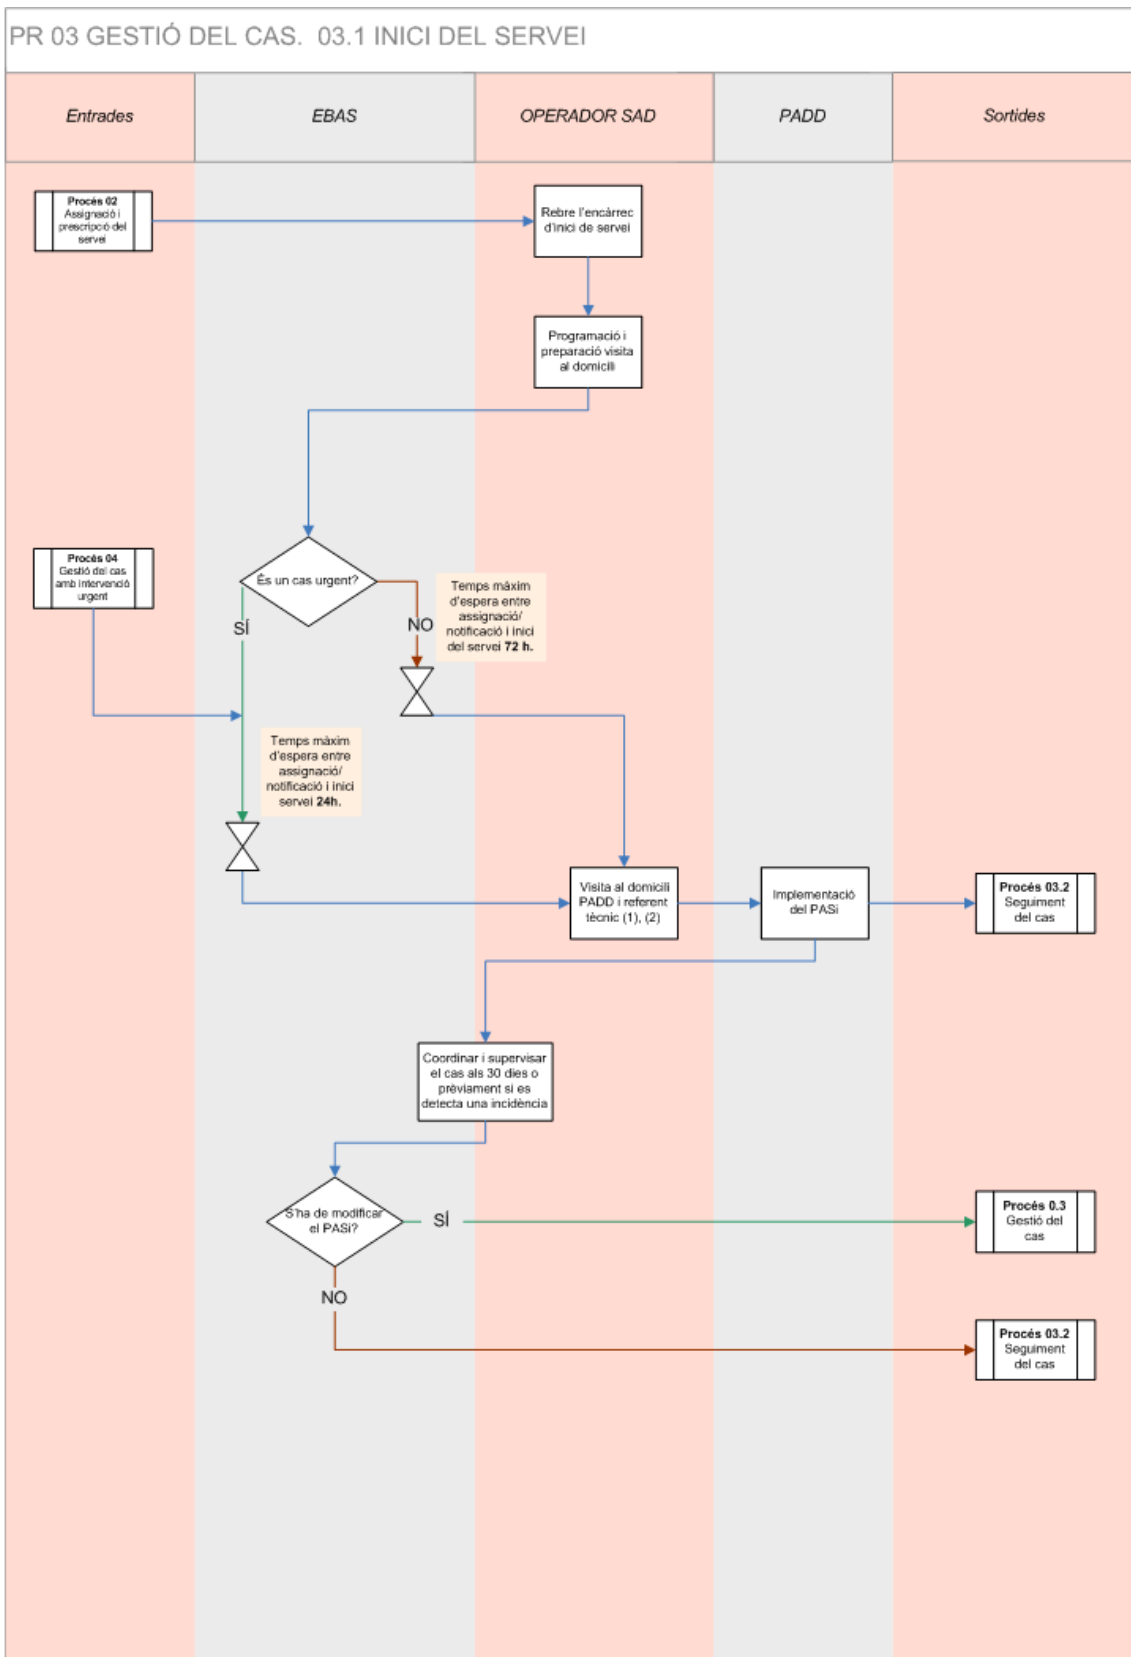 PR 03 GESTIÓ DEL CAS. 03.1 INICI DEL SERVEI
Entrades
EBAS
OPERADOR SAD
PADD
Sortides
Procés 02
Assignació i
prescripció del
servei
Rebre l'encàrrec
d'inici de servei
Programació i
preparació visita
al domicili
Procés 04
Gestió del cas
amb intervenció
urgent
És un cas urgent?
SÍ
NO
Temps màxim
d'espera entre
assignació/
notificació i inici
del servei 72 h.
Temps màxim
d'espera entre
assignació/
notificació i inici
servei 24h.
Visita al domicili
PADD i referent
tècnic (1), (2)
Implementació
del PASi
Procés 03.2
Seguiment
del cas
Coordinar i supervisar
el cas als 30 dies o
prèviament si es
detecta una incidència
S'ha de modificar
el PASi?
SÍ
Procés 0.3
Gestió del
cas
NO
Procés 03.2
Seguiment
del cas